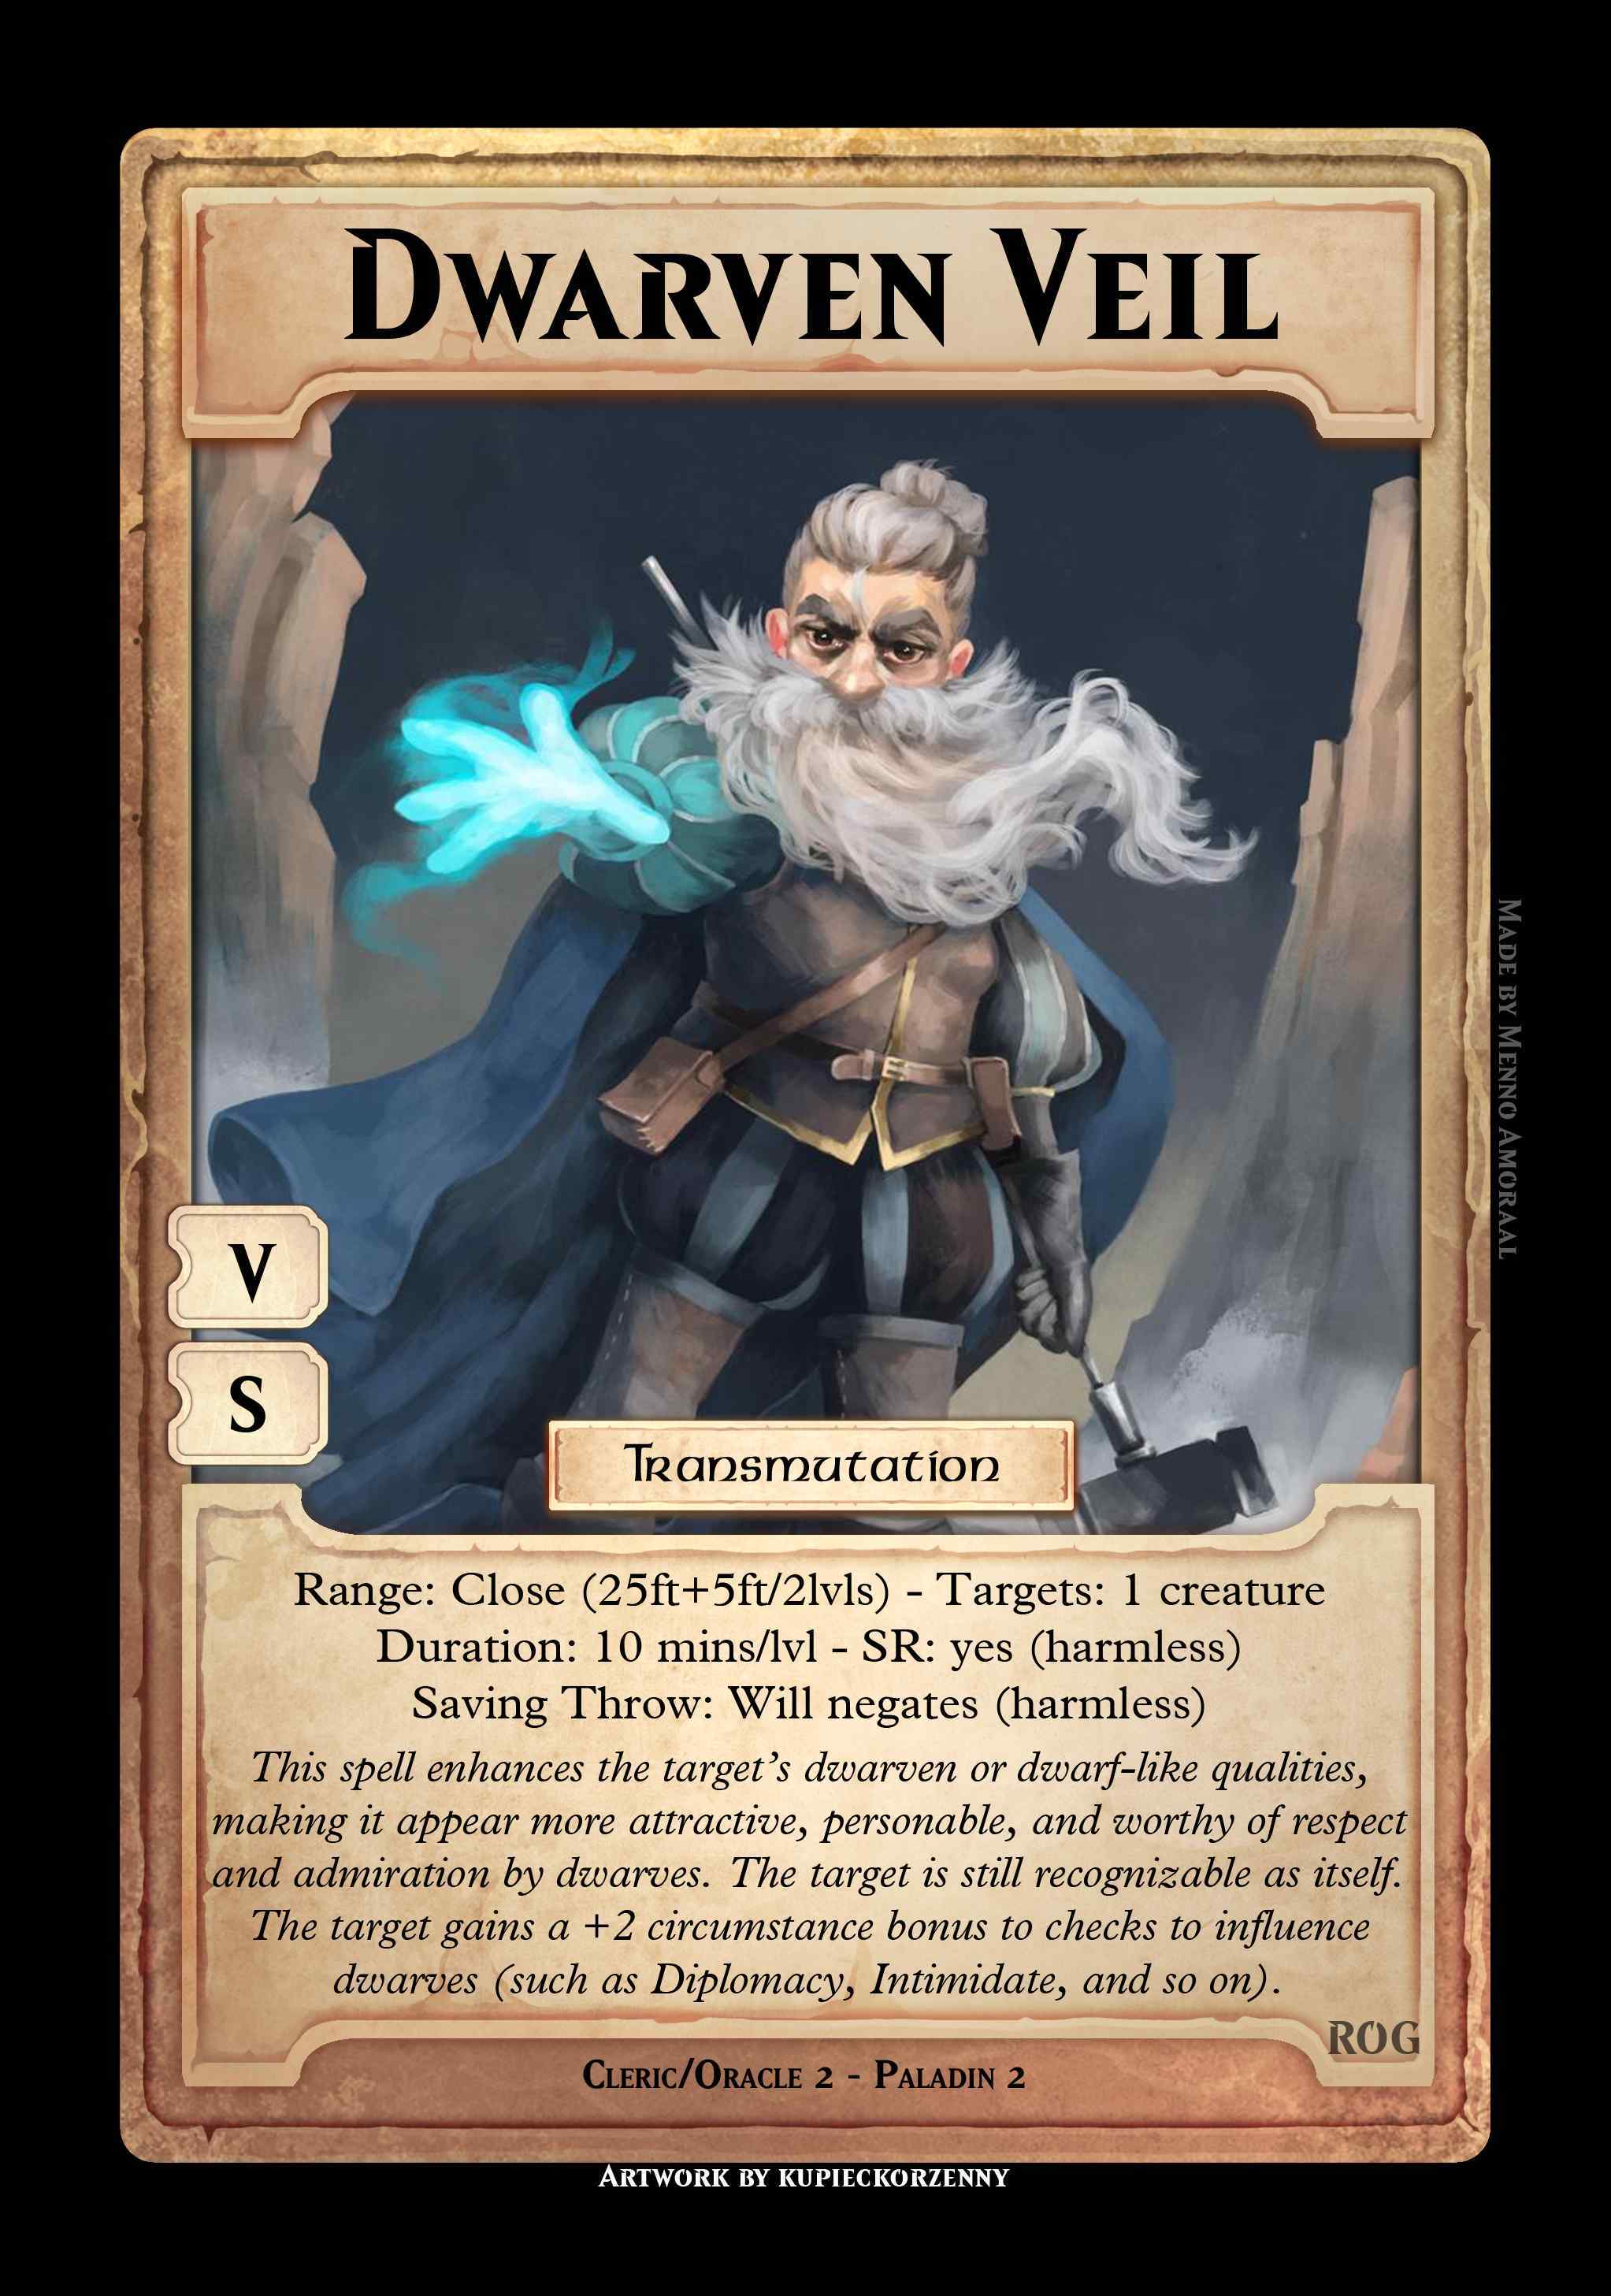 Dwarven Veil
V
S
Transmutation
Range: Close (25ft+5ft/2lvls) - Targets: 1 creature
Duration: 10 mins/lvl - SR: yes (harmless)
Saving Throw: Will negates (harmless)
This spell enhances the target's dwarven or dwarf-like qualities,
making it appear more attractive, personable, and worthy of respect
and admiration by dwarves. The target is still recognizable as itself.
The target gains a +2 circumstance bonus to checks to influence
dwarves (such as Diplomacy, Intimidate, and so on).
ROG
Cleric/Oracle 2 - Paladin 2
Artwork by kupieckorzenny
Made by Menno Amoraal